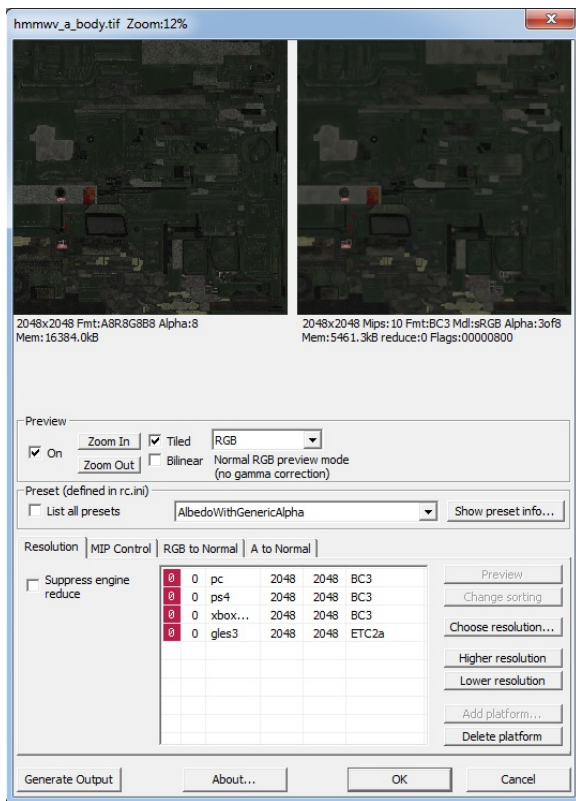 hmmwv_a_body.tif Zoom:12%
2048x2048 Fmt:A8R8G8B8 Alpha:8
Mem:16384.0kB
2048x2048 Mips:10 Fmt:BC3 Mdl:sRGB Alpha:3of8
Mem:5461.3kB reduce:0 Flags:00000800
Preview
On
Zoom In
Tiled
RGB
Zoom Out
Bilinear
Normal RGB preview mode
(no gamma correction)
Preset (defined in rc.ini)
List all presets
AlbedoWithGenericAlpha
Show preset info...
Resolution
MIP Control
RGB to Normal
A to Normal
Suppress engine
reduce
0 0 pc 2048 2048 BC3
0 0 ps4 2048 2048 BC3
0 0 xbox... 2048 2048 BC3
0 0 gles3 2048 2048 ETC2a
Preview
Change sorting
Choose resolution...
Higher resolution
Lower resolution
Add platform...
Delete platform
Generate Output
About...
OK
Cancel